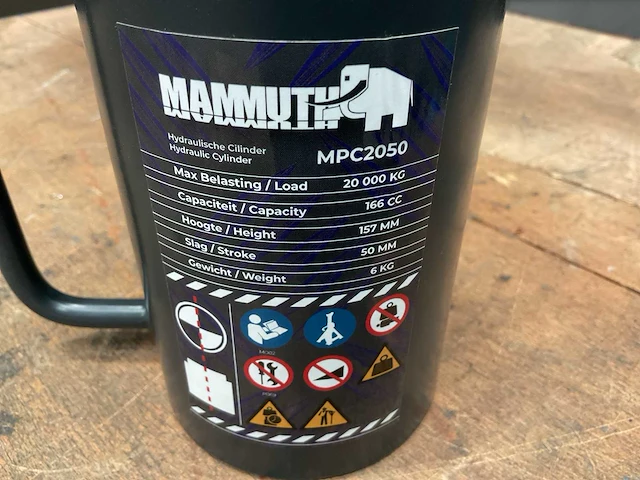 MAMMUTH
Hydraulische Cilinder
Hydraulic Cylinder
MPC2050
Max Belasting / Load 20 000 KG
Capaciteit / Capacity 166 CC
Hoogte / Height 157 MM
Slag / Stroke 50 MM
Gewicht / Weight 6 KG